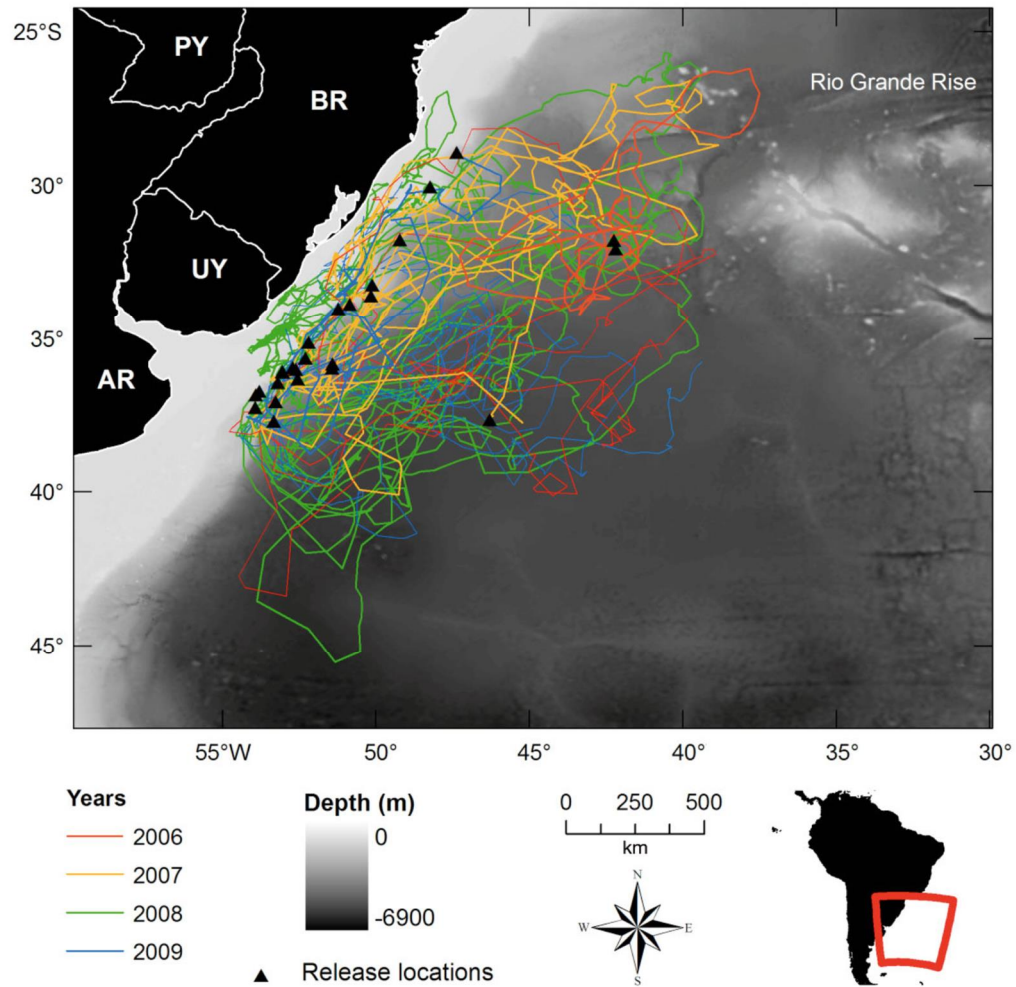 25°S
PY
BR
Rio Grande Rise
30°
UY
35°
AR
40°
45°
55°W 50° 45° 40° 35° 30°
Years
2006
2007
2008
2009
Depth (m)
0
-6900
Release locations
0 250 500
km
N
W E
S